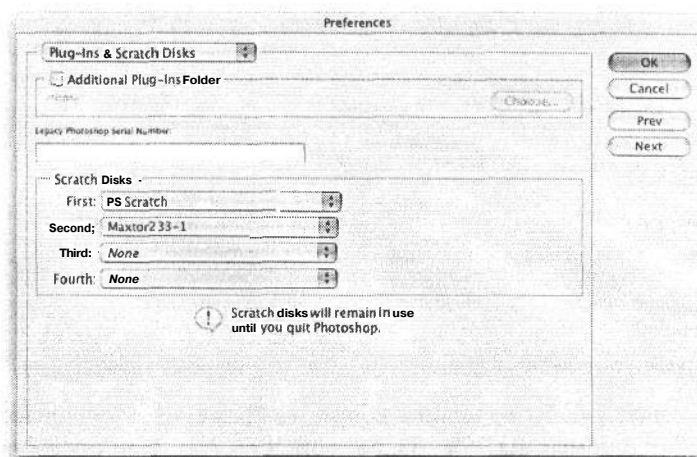 Preferences
Plug-Ins & Scratch Disks
OK
Cancel
Prev
Next
Additional Plug-Ins Folder
<None>
Choose...
Legacy Photoshop Serial Number:
Scratch Disks
First: PS Scratch
Second; Maxtor233-1
Third: None
Fourth: None
Scratch disks will remain in use
until you quit Photoshop.